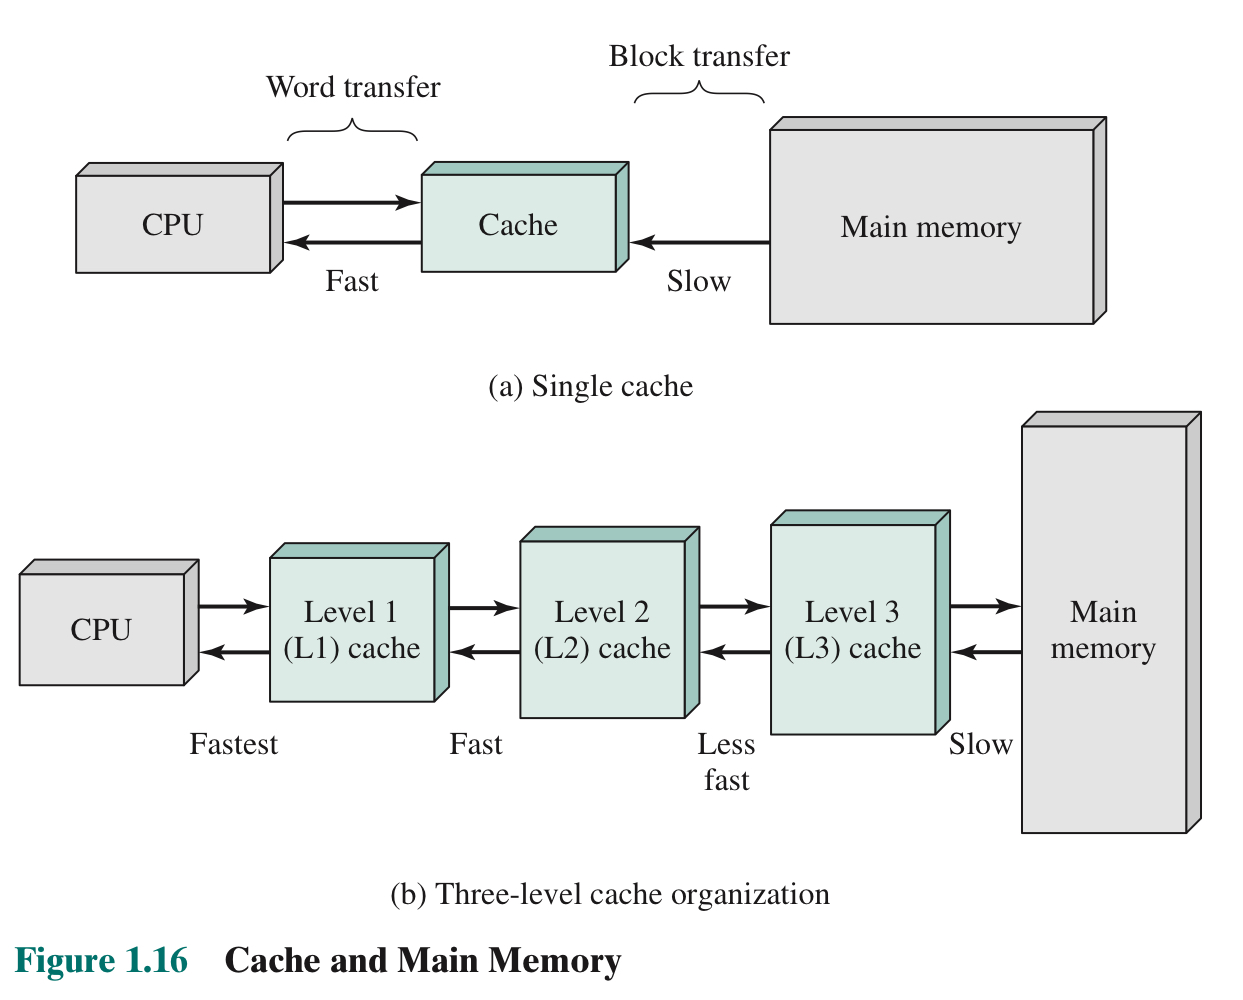 Block transfer
Word transfer
CPU
Cache
Main memory
Fast
Slow
(a) Single cache
CPU
Level 1
(L1) cache
Level 2
(L2) cache
Level 3
(L3) cache
Main
memory
Fastest
Fast
Less
fast
Slow
(b) Three-level cache organization
Figure 1.16 Cache and Main Memory